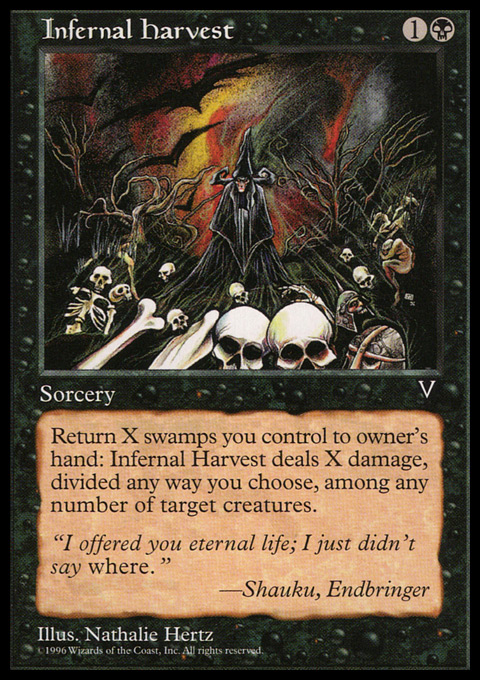 Infernal Harvest 1
Sorcery V
Return X swamps you control to owner's
hand: Infernal Harvest deals X damage,
divided any way you choose, among any
number of target creatures.
“I offered you eternal life; I just didn't
say where.”
—Shauku, Endbringer
Illus. Nathalie Hertz
©1996 Wizards of the Coast, Inc. All rights reserved.